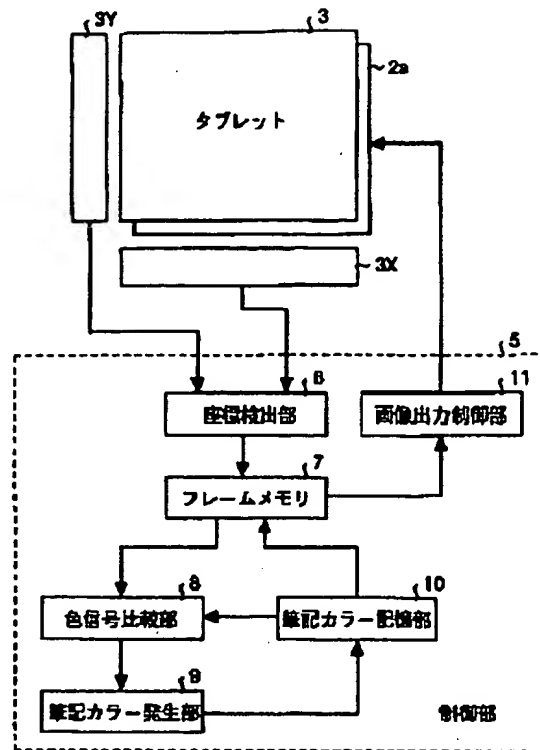 3Y
3
2a
タブレット
3X
5
6
11
座標検出部
画像出力制御部
7
フレームメモリ
8
10
色信号比較部
筆記カラー記憶部
9
筆記カラー発生部
制御部